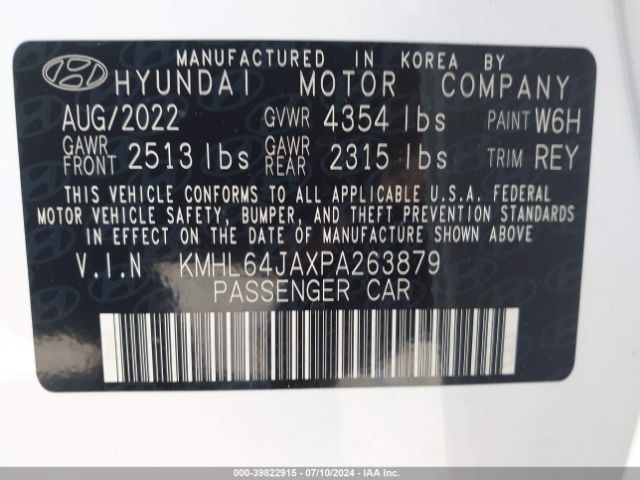 MANUFACTURED IN KOREA BY
HYUNDAI MOTOR COMPANY
AUG/2022 GVWR 4354 lbs PAINT W6H
GAWR FRONT 2513 lbs GAWR REAR 2315 lbs TRIM REY
THIS VEHICLE CONFORMS TO ALL APPLICABLE U.S.A. FEDERAL
MOTOR VEHICLE SAFETY, BUMPER, AND THEFT PREVENTION STANDARDS
IN EFFECT ON THE DATE OF MANUFACTURE SHOWN ABOVE.
V.I.N KMHL64JAXPA263879
PASSENGER CAR
000-39822915 - 07/10/2024 - IAA Inc.